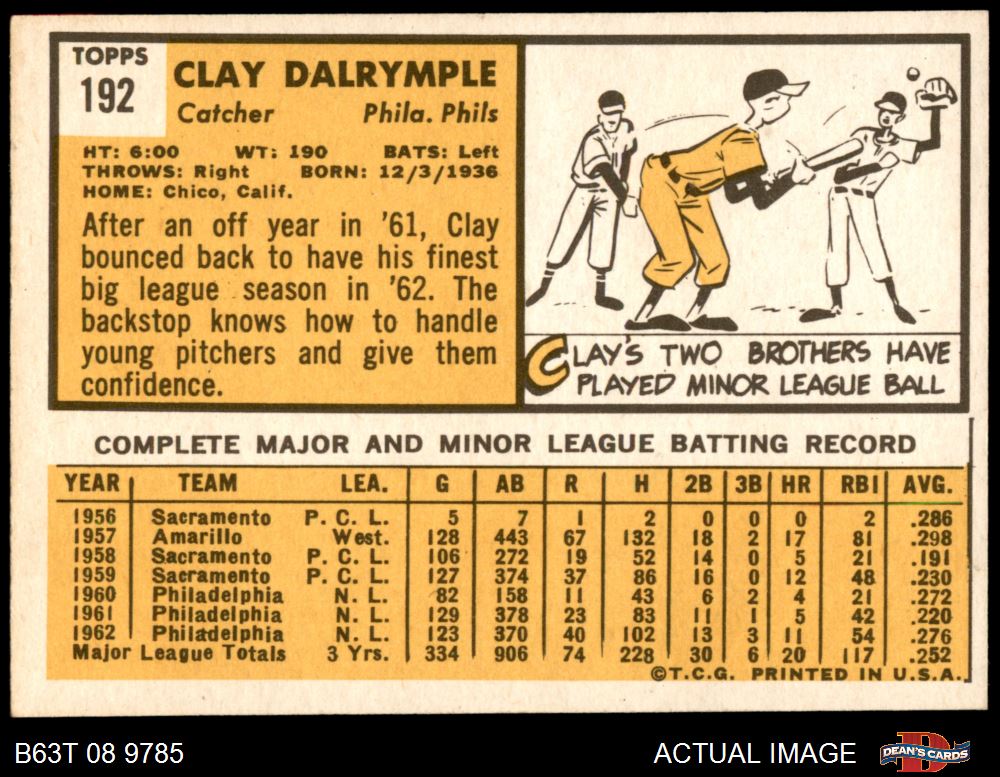 TOPPS
192
CLAY DALRYMPLE
Catcher Phila. Phils
HT: 6:00 WT: 190 BATS: Left
THROWS: Right BORN: 12/3/1936
HOME: Chico, Calif.
After an off year in '61, Clay
bounced back to have his finest
big league season in '62. The
backstop knows how to handle
young pitchers and give them
confidence.
CLAY'S TWO BROTHERS HAVE
PLAYED MINOR LEAGUE BALL
COMPLETE MAJOR AND MINOR LEAGUE BATTING RECORD
YEAR TEAM LEA. G AB R H 2B 3B HR RBI AVG.
1956 Sacramento P. C. L. 5 7 1 2 0 0 0 2 .286
1957 Amarillo West. 128 443 67 132 18 2 17 81 .298
1958 Sacramento P. C. L. 106 272 19 52 14 0 5 21 .191
1959 Sacramento P. C. L. 127 374 37 86 16 0 12 48 .230
1960 Philadelphia N. L. 82 158 11 43 6 2 4 21 .272
1961 Philadelphia N. L. 129 378 23 83 11 1 5 42 .220
1962 Philadelphia N. L. 123 370 40 102 13 3 11 54 .276
Major League Totals 3 Yrs. 334 906 74 228 30 6 20 117 .252
©T.C.G. PRINTED IN U.S.A.
B63T 08 9785 ACTUAL IMAGE DEAN'S CARDS